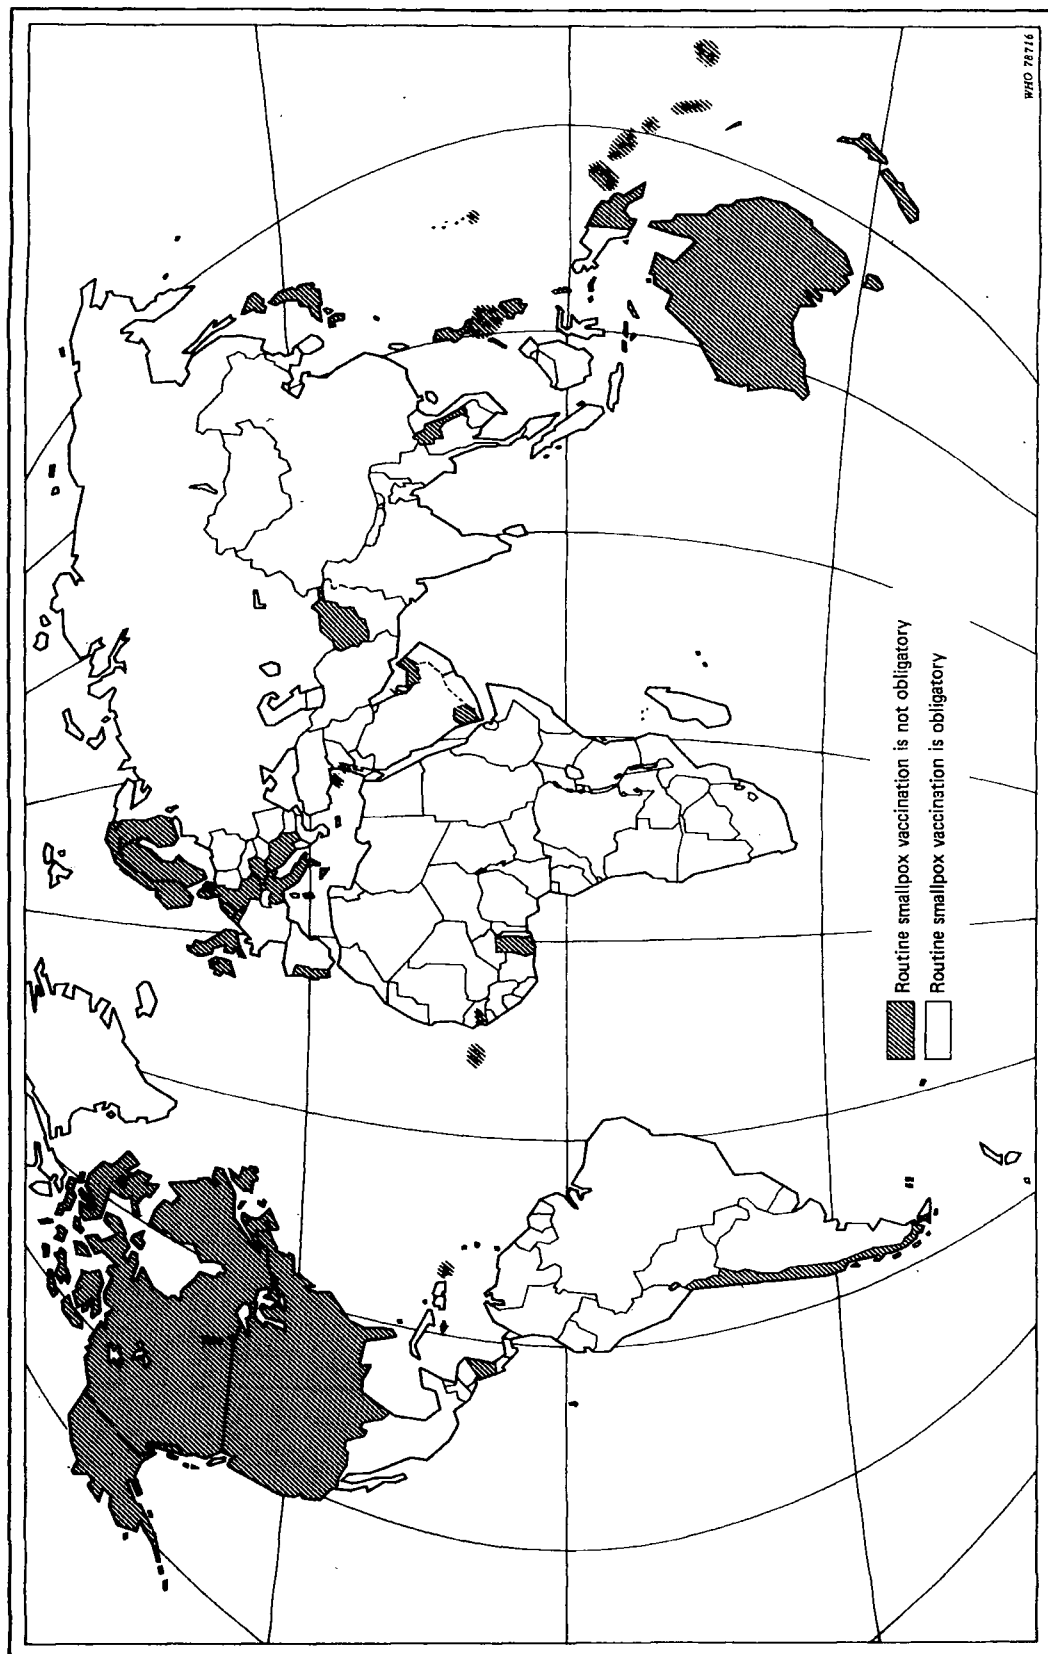 Routine smallpox vaccination is not obligatory
Routine smallpox vaccination is obligatory
WHO 78716